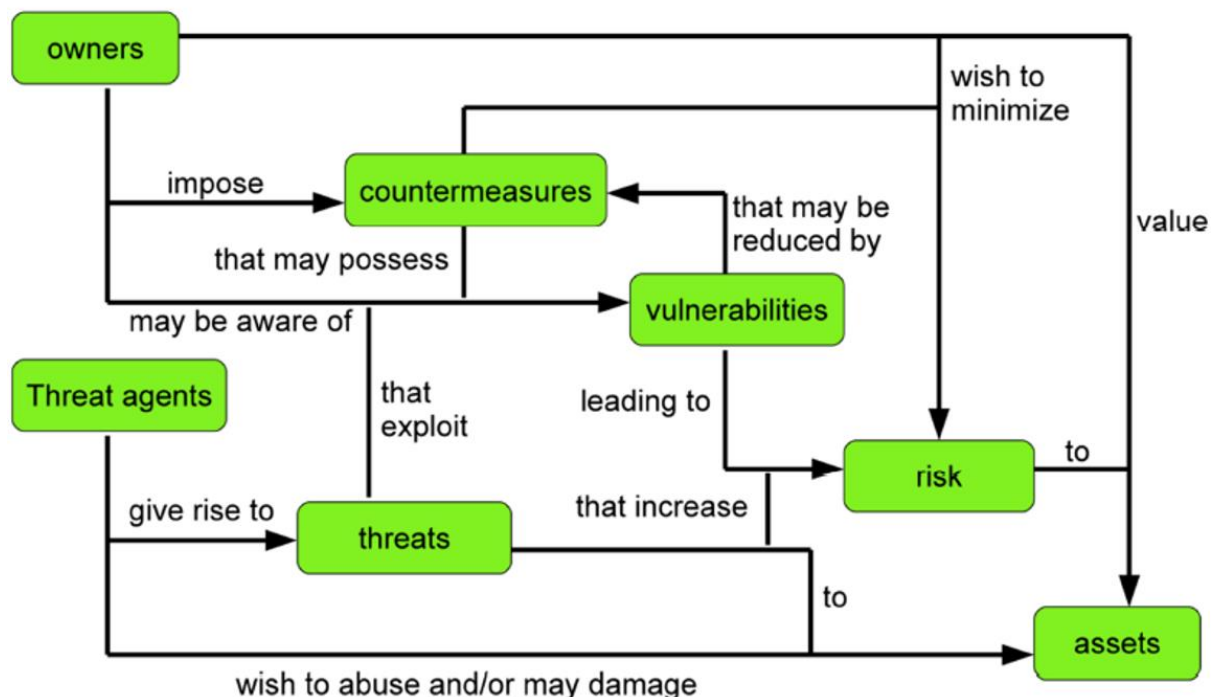 owners
wish to
minimize
impose
countermeasures
that may be
reduced by
value
that may possess
vulnerabilities
may be aware of
Threat agents
that
exploit
leading to
risk
to
give rise to
that increase
threats
to
assets
wish to abuse and/or may damage